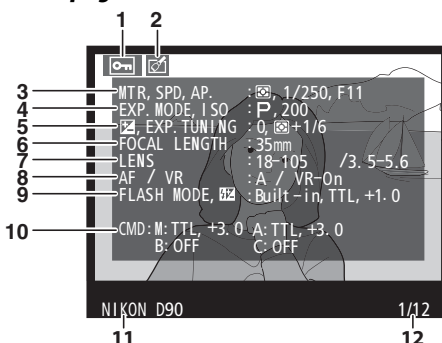 1 2
3 MTR, SPD, AP. : , 1/250, F11
4 EXP. MODE, ISO : P, 200
5 , EXP. TUNING : 0, +1/6
6 FOCAL LENGTH : 35mm
7 LENS : 18–105 /3. 5–5.6
8 AF / VR : A / VR–On
9 FLASH MODE, : Built–in, TTL, +1. 0
10 CMD: M: TTL, +3. 0 A: TTL, +3. 0
B: OFF C: OFF
NIKON D90 1/12
11 12